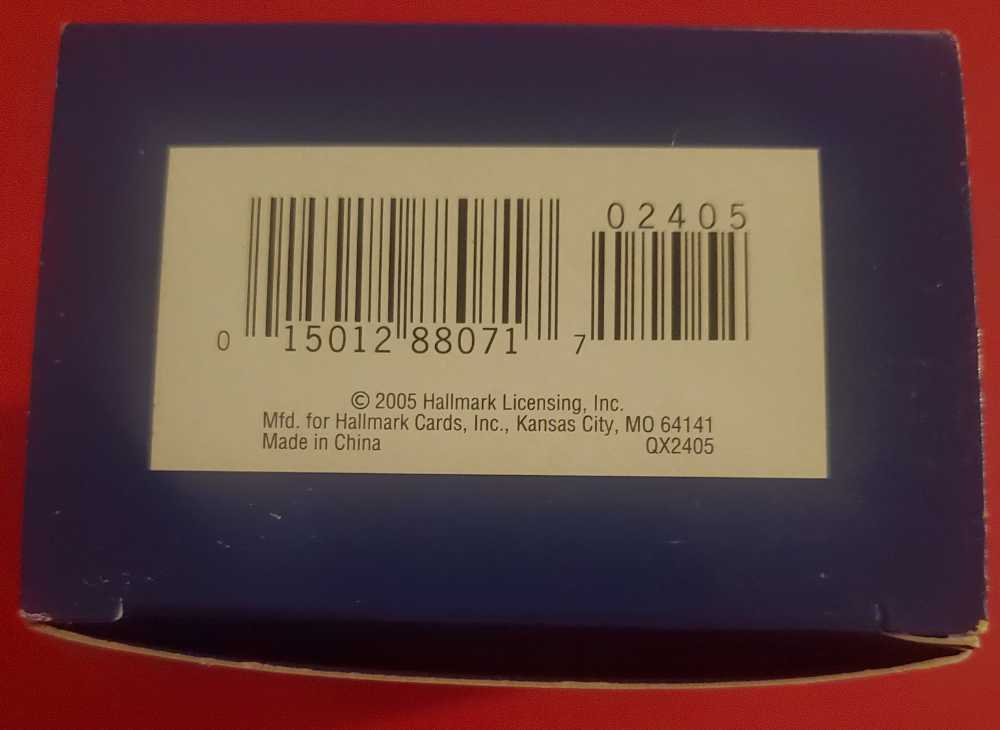 02405
0 15012 88071 7
© 2005 Hallmark Licensing, Inc.
Mfd. for Hallmark Cards, Inc., Kansas City, MO 64141
Made in China QX2405